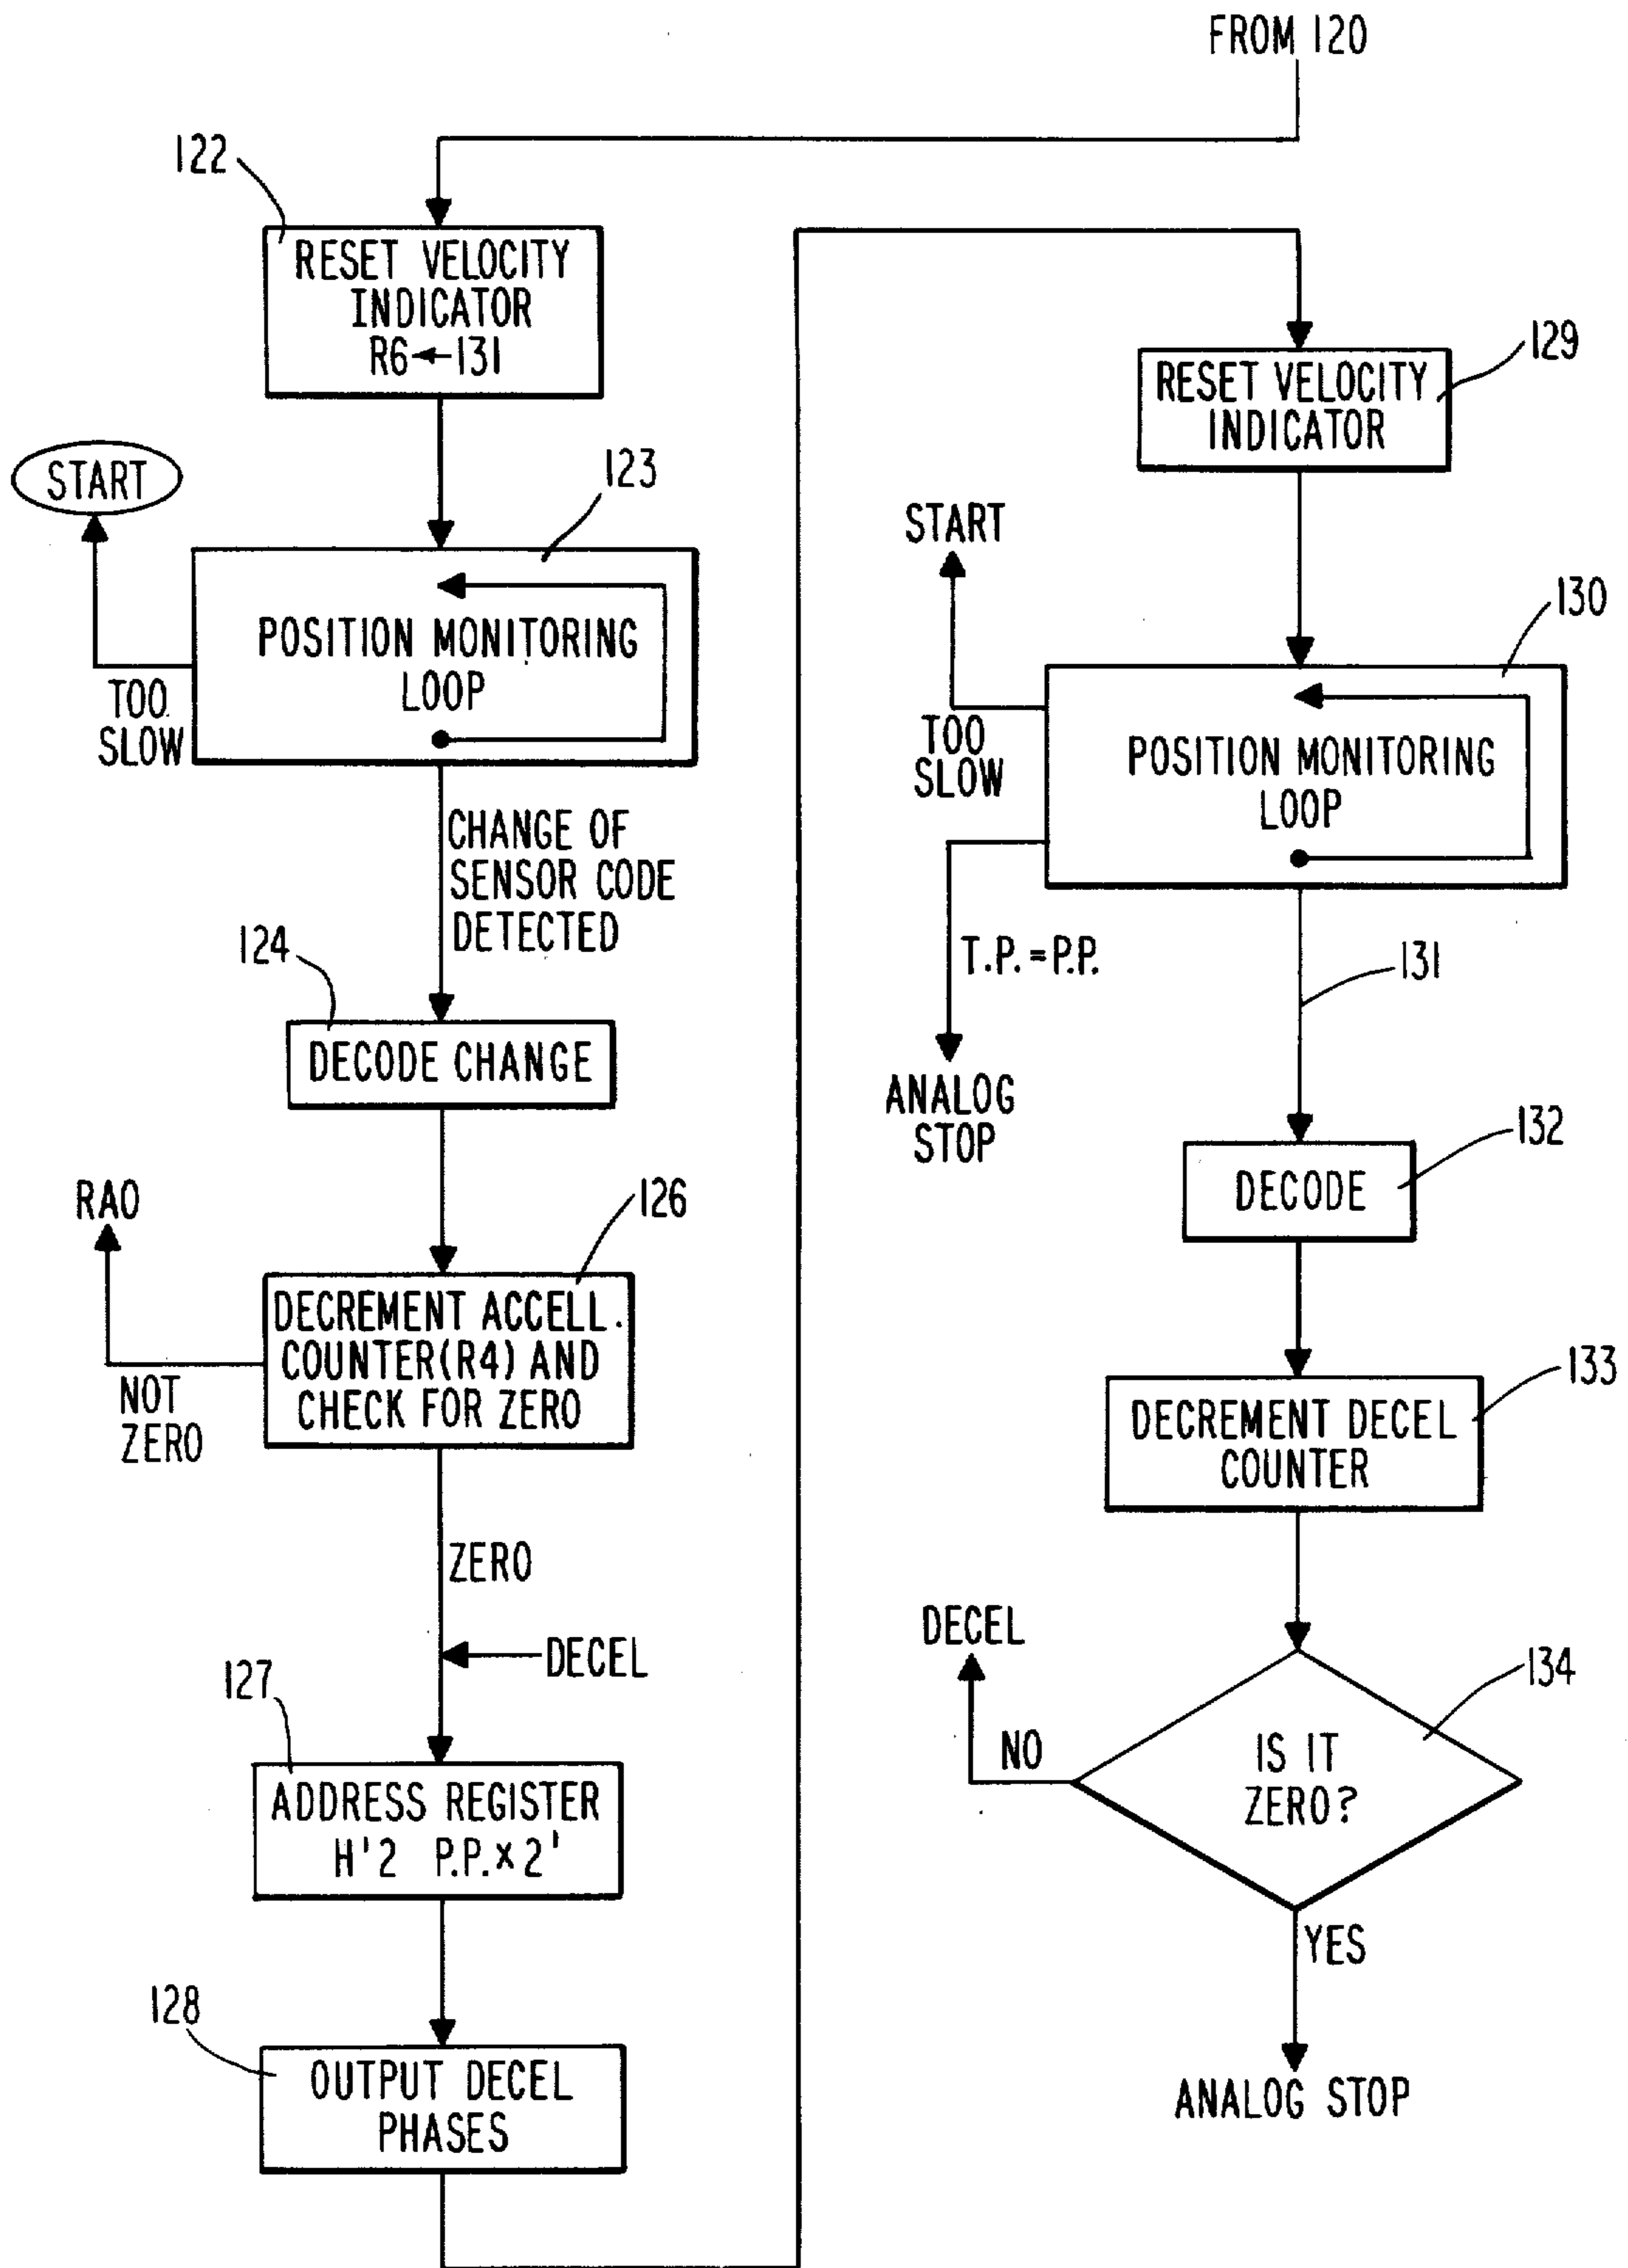 FROM 120
122
RESET VELOCITY
INDICATOR
R6←131
START
123
POSITION MONITORING
LOOP
TOO
SLOW
CHANGE OF
SENSOR CODE
DETECTED
124
DECODE CHANGE
RAO
126
DECREMENT ACCELL.
COUNTER(R4) AND
CHECK FOR ZERO
NOT
ZERO
ZERO
DECEL
127
ADDRESS REGISTER
H'2 P.P.×2'
128
OUTPUT DECEL
PHASES
129
RESET VELOCITY
INDICATOR
START
130
TOO
SLOW
POSITION MONITORING
LOOP
T.P.=P.P.
131
ANALOG
STOP
132
DECODE
133
DECREMENT DECEL
COUNTER
DECEL
134
NO
IS IT
ZERO?
YES
ANALOG STOP